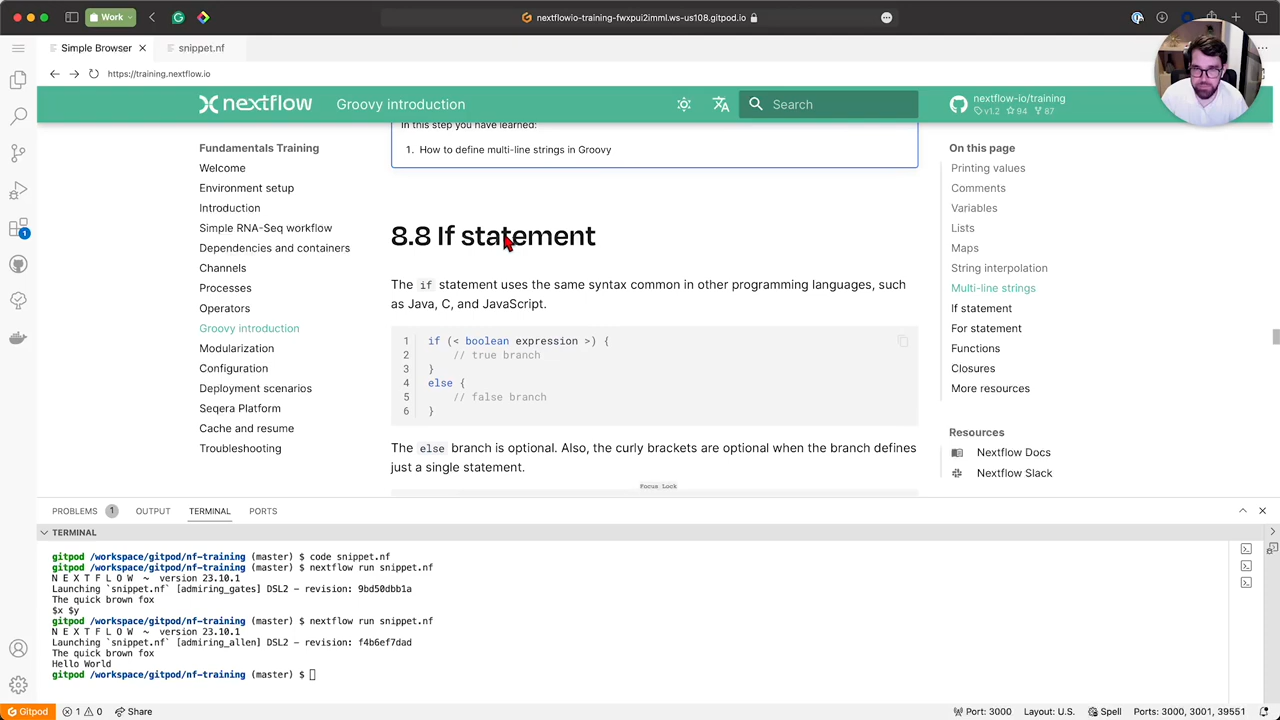 Work
nextflowio-training-fwxpui2imml.ws-us108.gitpod.io
Simple Browser
snippet.nf
https://training.nextflow.io
nextflow
Groovy introduction
Search
nextflow-io/training
v1.2 94 87
In this step you have learned:
1. How to define multi-line strings in Groovy
Fundamentals Training
Welcome
Environment setup
Introduction
Simple RNA-Seq workflow
Dependencies and containers
Channels
Processes
Operators
Groovy introduction
Modularization
Configuration
Deployment scenarios
Seqera Platform
Cache and resume
Troubleshooting
8.8 If statement
The if statement uses the same syntax common in other programming languages, such
as Java, C, and JavaScript.
1 if (< boolean expression >) {
2 // true branch
3 }
4 else {
5 // false branch
6 }
The else branch is optional. Also, the curly brackets are optional when the branch defines
just a single statement.
Focus Lock
On this page
Printing values
Comments
Variables
Lists
Maps
String interpolation
Multi-line strings
If statement
For statement
Functions
Closures
More resources
Resources
Nextflow Docs
Nextflow Slack
1
PROBLEMS 1 OUTPUT TERMINAL PORTS
TERMINAL
gitpod /workspace/gitpod/nf-training (master) $ code snippet.nf
gitpod /workspace/gitpod/nf-training (master) $ nextflow run snippet.nf
N E X T F L O W ~ version 23.10.1
Launching `snippet.nf` [admiring_gates] DSL2 - revision: 9bd50dbb1a
The quick brown fox
$x $y
gitpod /workspace/gitpod/nf-training (master) $ nextflow run snippet.nf
N E X T F L O W ~ version 23.10.1
Launching `snippet.nf` [admiring_allen] DSL2 - revision: f4b6ef7dad
The quick brown fox
Hello World
gitpod /workspace/gitpod/nf-training (master) $
Gitpod 1 0 Share Port: 3000 Layout: U.S. Spell Ports: 3000, 3001, 39551